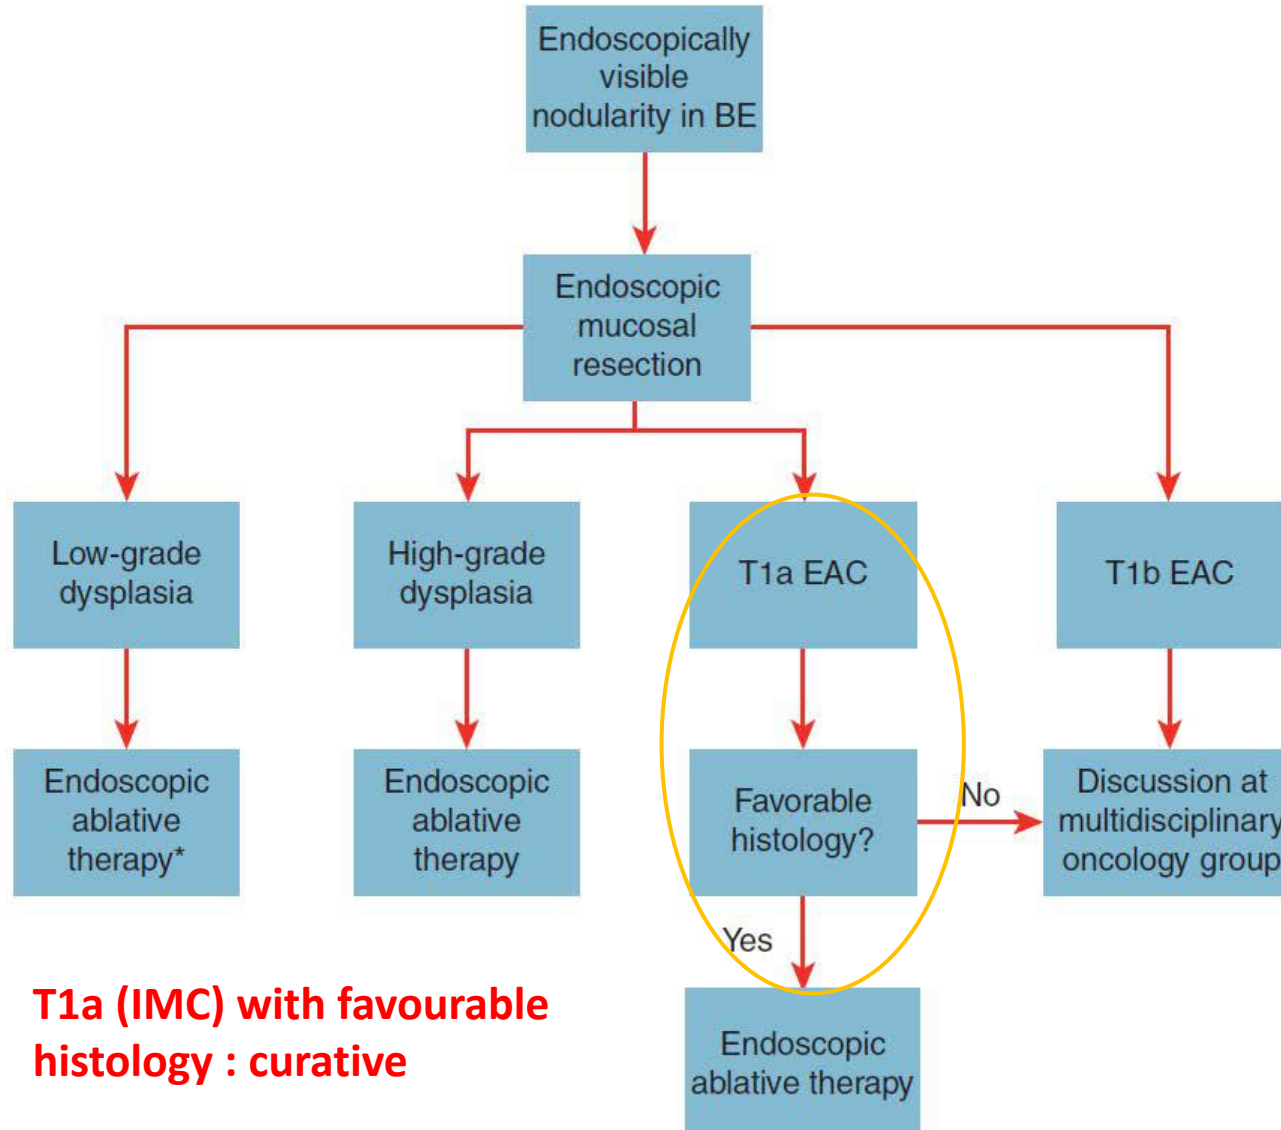 Endoscopically
visible
nodularity in BE
Endoscopic
mucosal
resection
Low-grade
dysplasia
High-grade
dysplasia
T1a EAC
T1b EAC
Endoscopic
ablative
therapy*
Endoscopic
ablative
therapy
Favorable
histology?
No
Discussion at
multidisciplinary
oncology group
Yes
T1a (IMC) with favourable
histology : curative
Endoscopic
ablative therapy